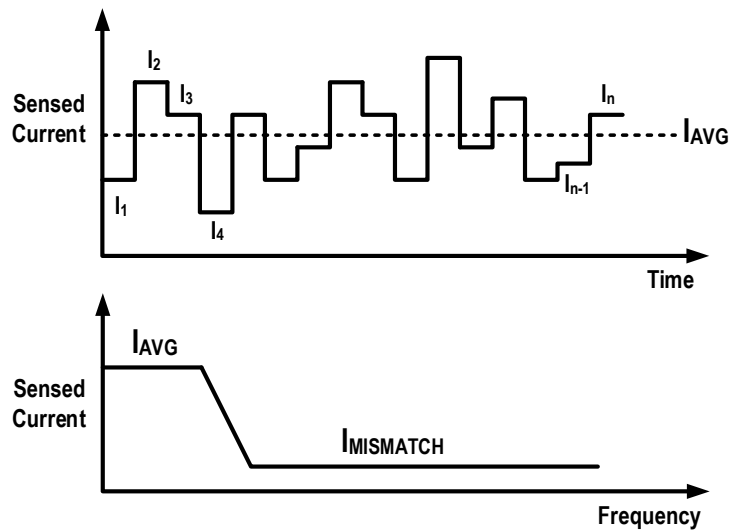 I2
I3
In
Sensed
Current
IAVG
I1
In-1
I4
Time
IAVG
Sensed
Current
IMISMATCH
Frequency